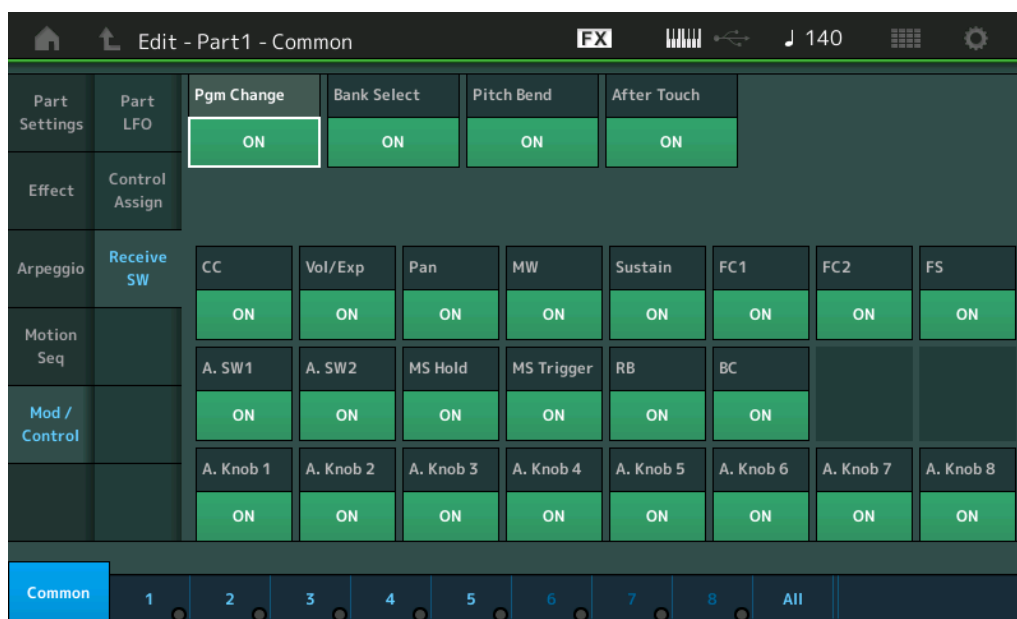 Edit - Part1 - Common FX 140
Part Settings
Part LFO
Pgm Change Bank Select Pitch Bend After Touch
ON ON ON ON
Effect
Control Assign
Arpeggio
Receive SW
CC Vol/Exp Pan MW Sustain FC1 FC2 FS
ON ON ON ON ON ON ON ON
Motion Seq
A. SW1 A. SW2 MS Hold MS Trigger RB BC
ON ON ON ON ON ON
Mod / Control
A. Knob 1 A. Knob 2 A. Knob 3 A. Knob 4 A. Knob 5 A. Knob 6 A. Knob 7 A. Knob 8
ON ON ON ON ON ON ON ON
Common 1 2 3 4 5 6 7 8 All